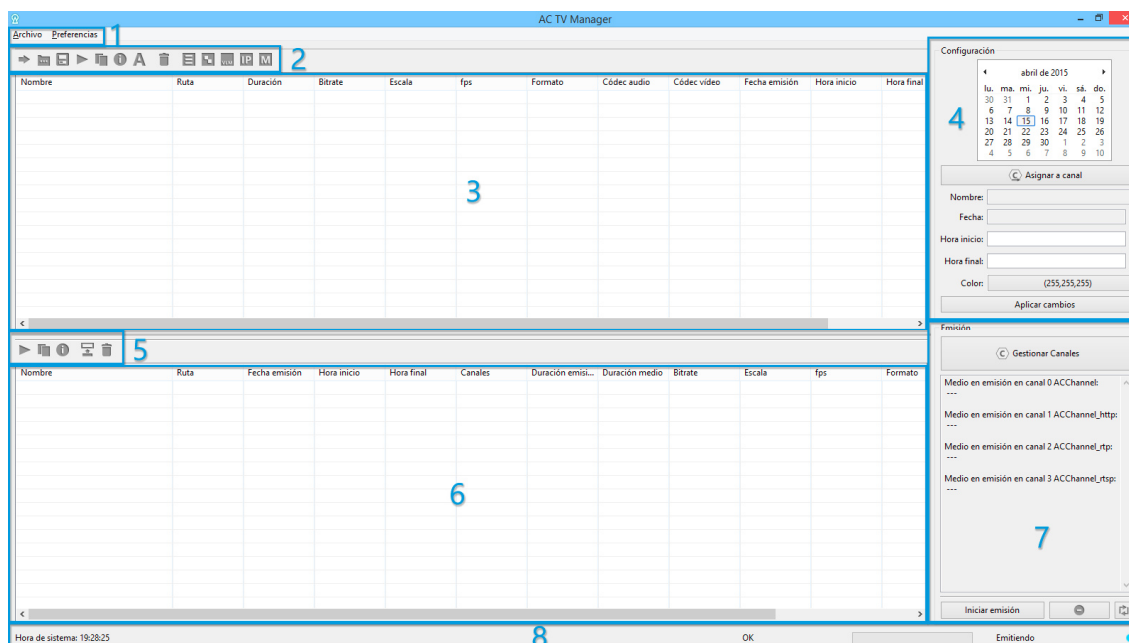 AC TV Manager
Archivo Preferencias
1
2
Nombre Ruta Duración Bitrate Escala fps Formato Códec audio Códec vídeo Fecha emisión Hora inicio Hora final
3
Configuración
abril de 2015
lu. ma. mi. ju. vi. sá. do.
30 31 1 2 3 4 5
6 7 8 9 10 11 12
13 14 15 16 17 18 19
20 21 22 23 24 25 26
27 28 29 30 1 2 3
4 5 6 7 8 9 10
4
C Asignar a canal
Nombre:
Fecha:
Hora inicio:
Hora final:
Color: (255,255,255)
Aplicar cambios
5
Nombre Ruta Fecha emisión Hora inicio Hora final Canales Duración emisi... Duración medio Bitrate Escala fps Formato
6
Emisión
C Gestionar Canales
Medio en emisión en canal 0 ACChannel:
---
Medio en emisión en canal 1 ACChannel_http:
---
Medio en emisión en canal 2 ACChannel_rtp:
---
Medio en emisión en canal 3 ACChannel_rtsp:
---
7
Iniciar emisión
Hora de sistema: 19:28:25 8 OK Emitiendo